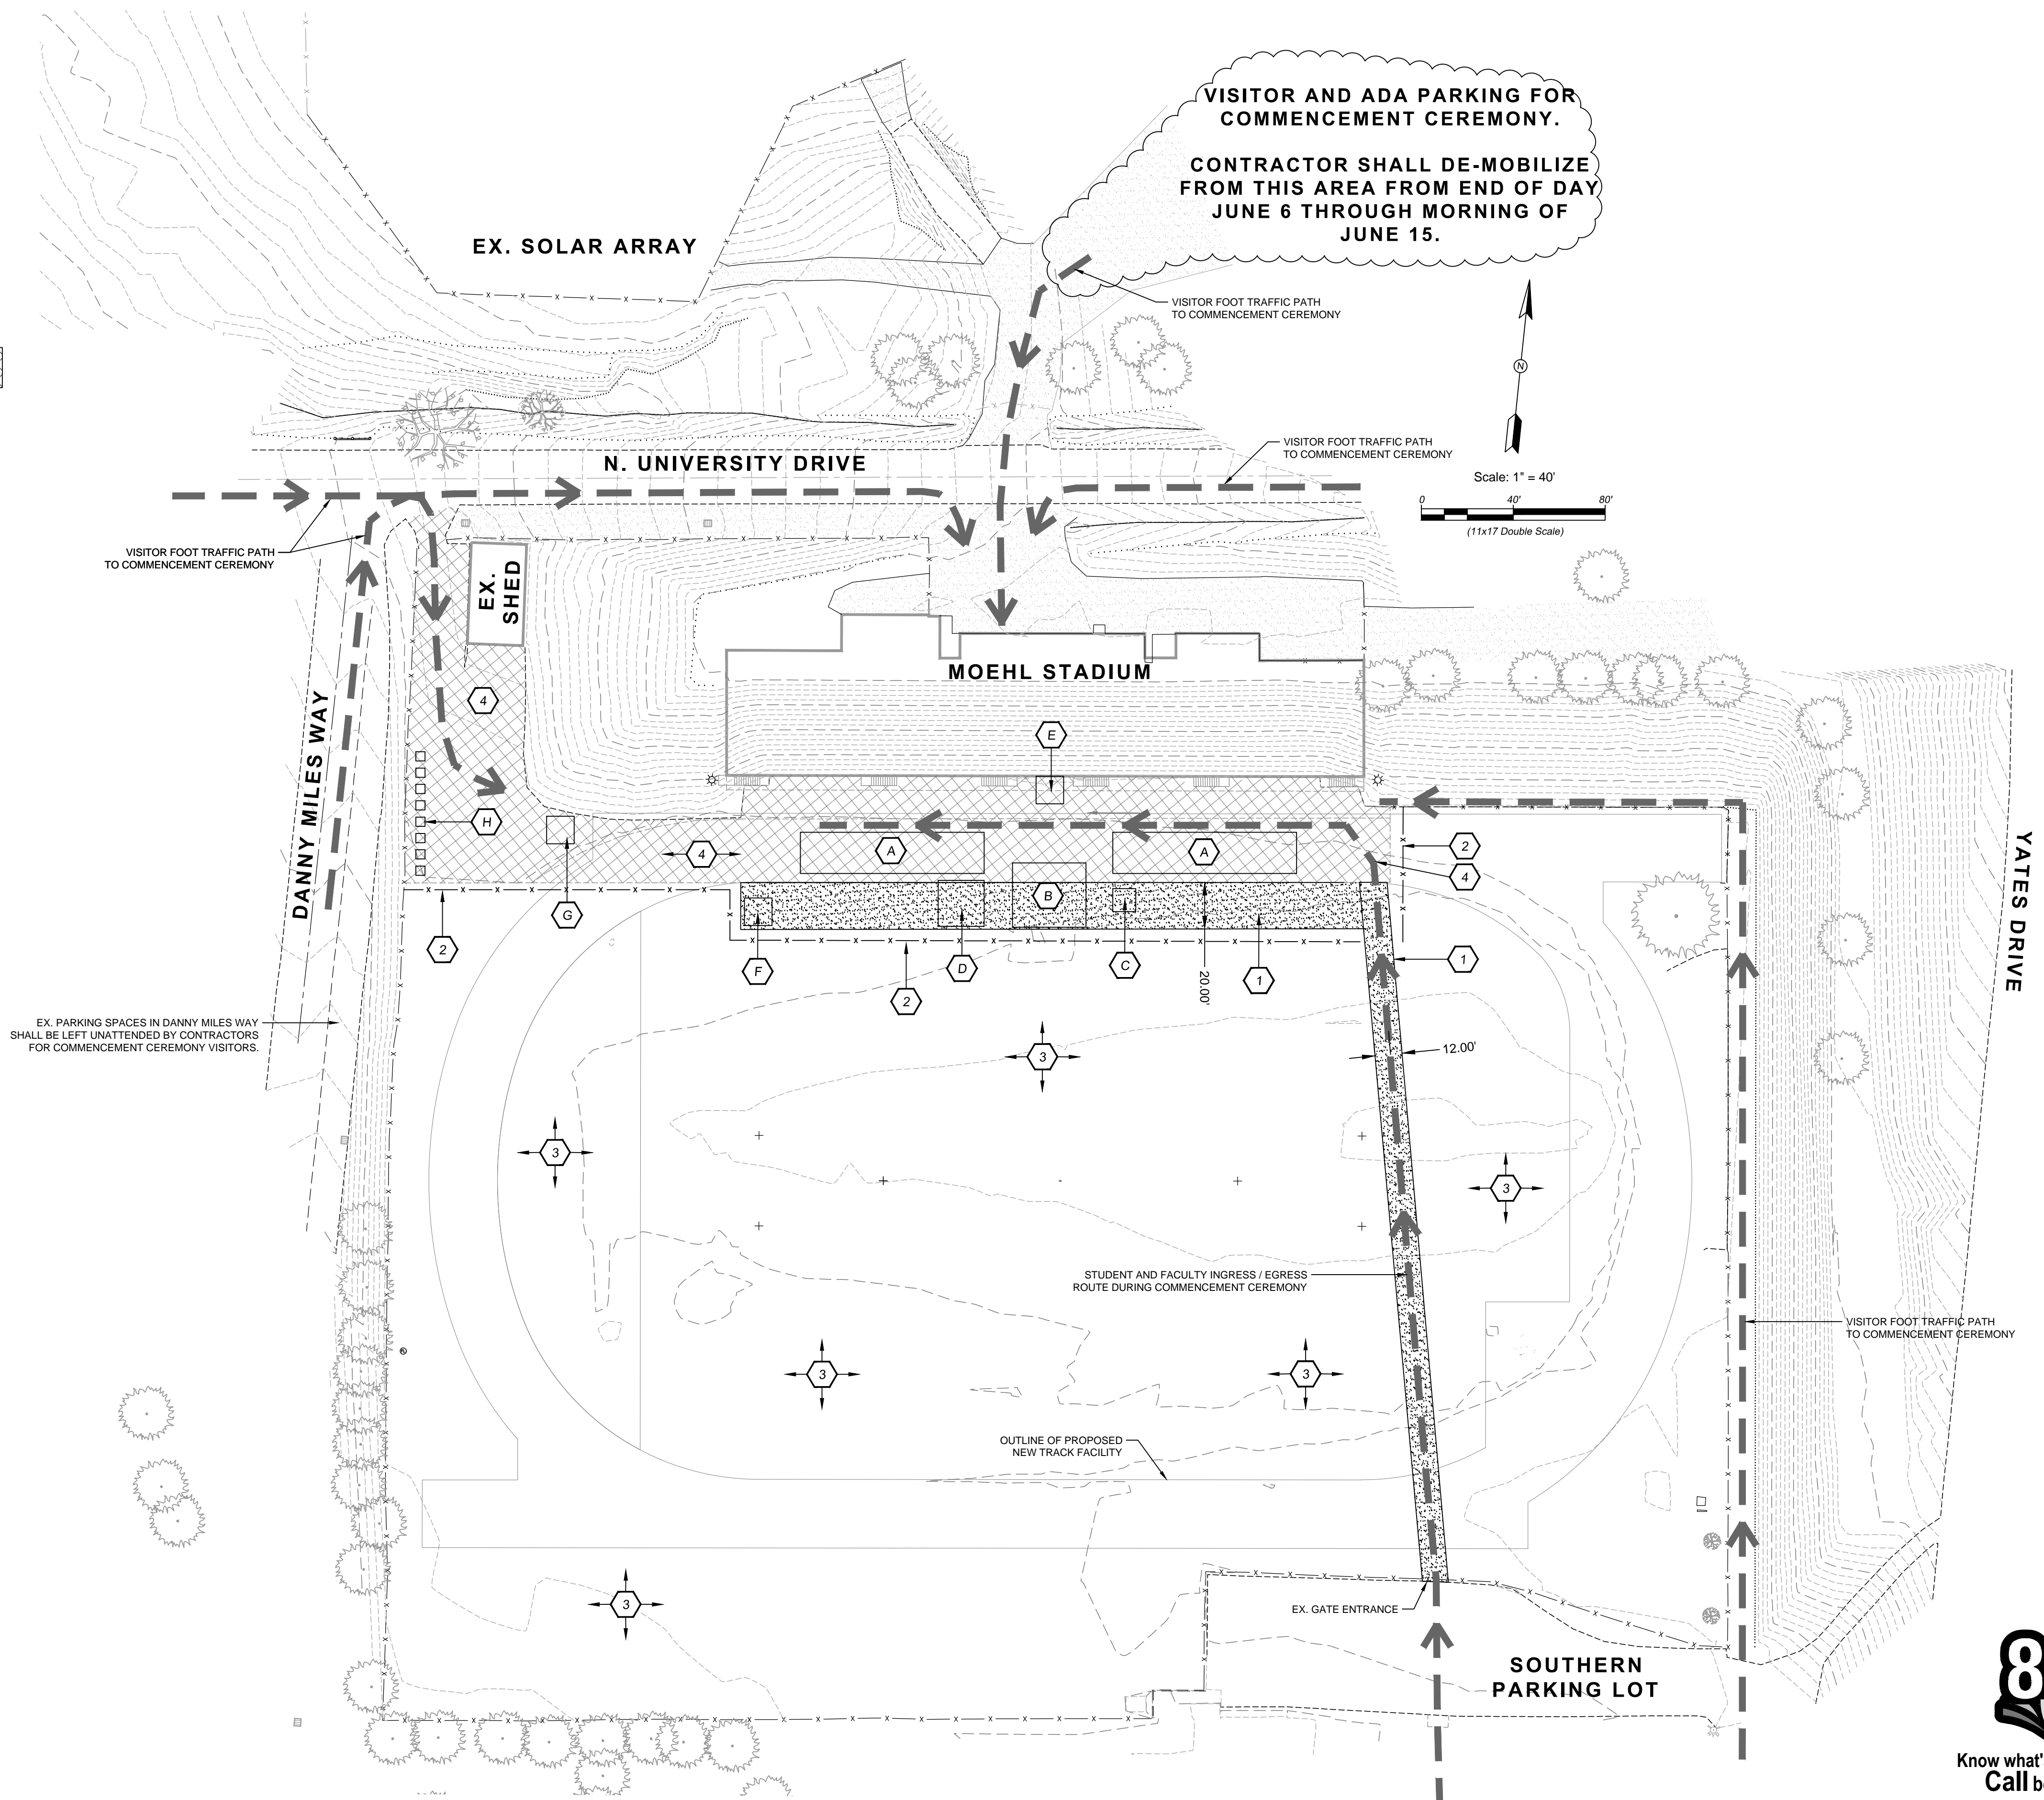 VISITOR AND ADA PARKING FOR
COMMENCEMENT CEREMONY.
CONTRACTOR SHALL DE-MOBILIZE
FROM THIS AREA FROM END OF DAY
JUNE 6 THROUGH MORNING OF
JUNE 15.
EX. SOLAR ARRAY
VISITOR FOOT TRAFFIC PATH
TO COMMENCEMENT CEREMONY
N
VISITOR FOOT TRAFFIC PATH
TO COMMENCEMENT CEREMONY
N. UNIVERSITY DRIVE
Scale: 1" = 40'
0 40' 80'
(11x17 Double Scale)
VISITOR FOOT TRAFFIC PATH
TO COMMENCEMENT CEREMONY
EX.
SHED
MOEHL STADIUM
4
E
DANNY MILES WAY
H
4
A
A
2
4
G
B
2
F
D
C
1
1
2
20.00'
YATES DRIVE
EX. PARKING SPACES IN DANNY MILES WAY
SHALL BE LEFT UNATTENDED BY CONTRACTORS
FOR COMMENCEMENT CEREMONY VISITORS.
3
12.00'
3
3
STUDENT AND FACULTY INGRESS / EGRESS
ROUTE DURING COMMENCEMENT CEREMONY
VISITOR FOOT TRAFFIC PATH
TO COMMENCEMENT CEREMONY
3
3
OUTLINE OF PROPOSED
NEW TRACK FACILITY
3
EX. GATE ENTRANCE
SOUTHERN
PARKING LOT
8
Know what'
Call b